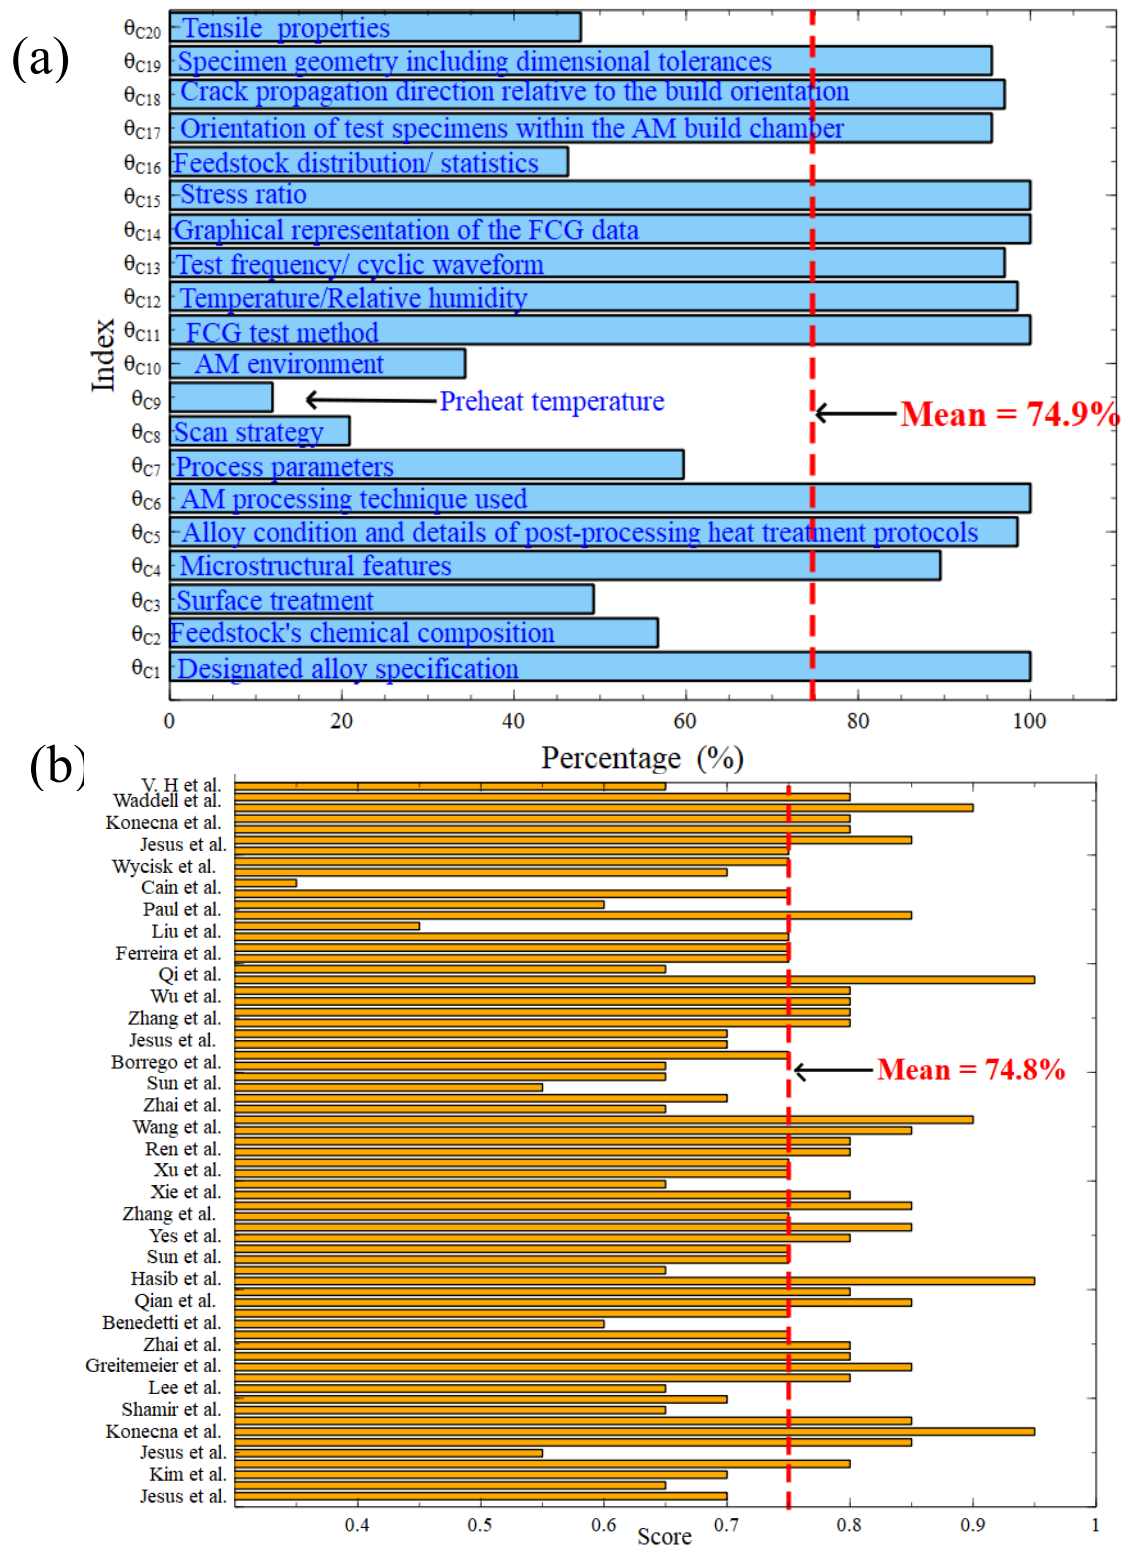 (a)
θC20 Tensile properties
θC19 Specimen geometry including dimensional tolerances
θC18 Crack propagation direction relative to the build orientation
θC17 Orientation of test specimens within the AM build chamber
θC16 Feedstock distribution/ statistics
θC15 Stress ratio
θC14 Graphical representation of the FCG data
θC13 Test frequency/ cyclic waveform
θC12 Temperature/Relative humidity
θC11 FCG test method
θC10 AM environment
θC9 Preheat temperature
Mean = 74.9%
θC8 Scan strategy
θC7 Process parameters
θC6 AM processing technique used
θC5 Alloy condition and details of post-processing heat treatment protocols
θC4 Microstructural features
θC3 Surface treatment
θC2 Feedstock's chemical composition
θC1 Designated alloy specification
Index
0 20 40 60 80 100
Percentage (%)
(b)
V. H et al.
Waddell et al.
Konecna et al.
Jesus et al.
Wycisk et al.
Cain et al.
Paul et al.
Liu et al.
Ferreira et al.
Qi et al.
Wu et al.
Zhang et al.
Jesus et al.
Borrego et al.
Mean = 74.8%
Sun et al.
Zhai et al.
Wang et al.
Ren et al.
Xu et al.
Xie et al.
Zhang et al.
Yes et al.
Sun et al.
Hasib et al.
Qian et al.
Benedetti et al.
Zhai et al.
Greitemeier et al.
Lee et al.
Shamir et al.
Konecna et al.
Jesus et al.
Kim et al.
Jesus et al.
0.4 0.5 0.6 0.7 0.8 0.9 1
Score